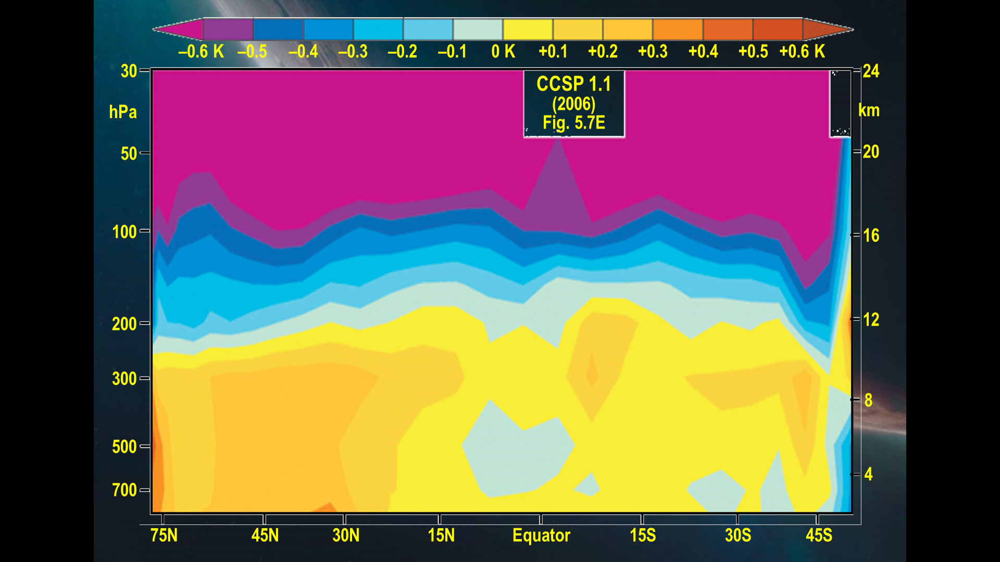 –0.6 K –0.5 –0.4 –0.3 –0.2 –0.1 0 K +0.1 +0.2 +0.3 +0.4 +0.5 +0.6 K
30
hPa
50
100
200
300
500
700
CCSP 1.1
(2006)
Fig. 5.7E
24
km
20
16
12
8
4
75N 45N 30N 15N Equator 15S 30S 45S